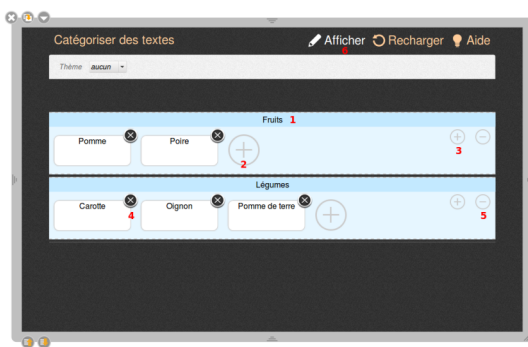 Catégoriser des textes Afficher Recharger Aide
6
Thème aucun
Fruits 1
Pomme Poire
2 3
Légumes
Carotte Oignon Pomme de terre
4 5